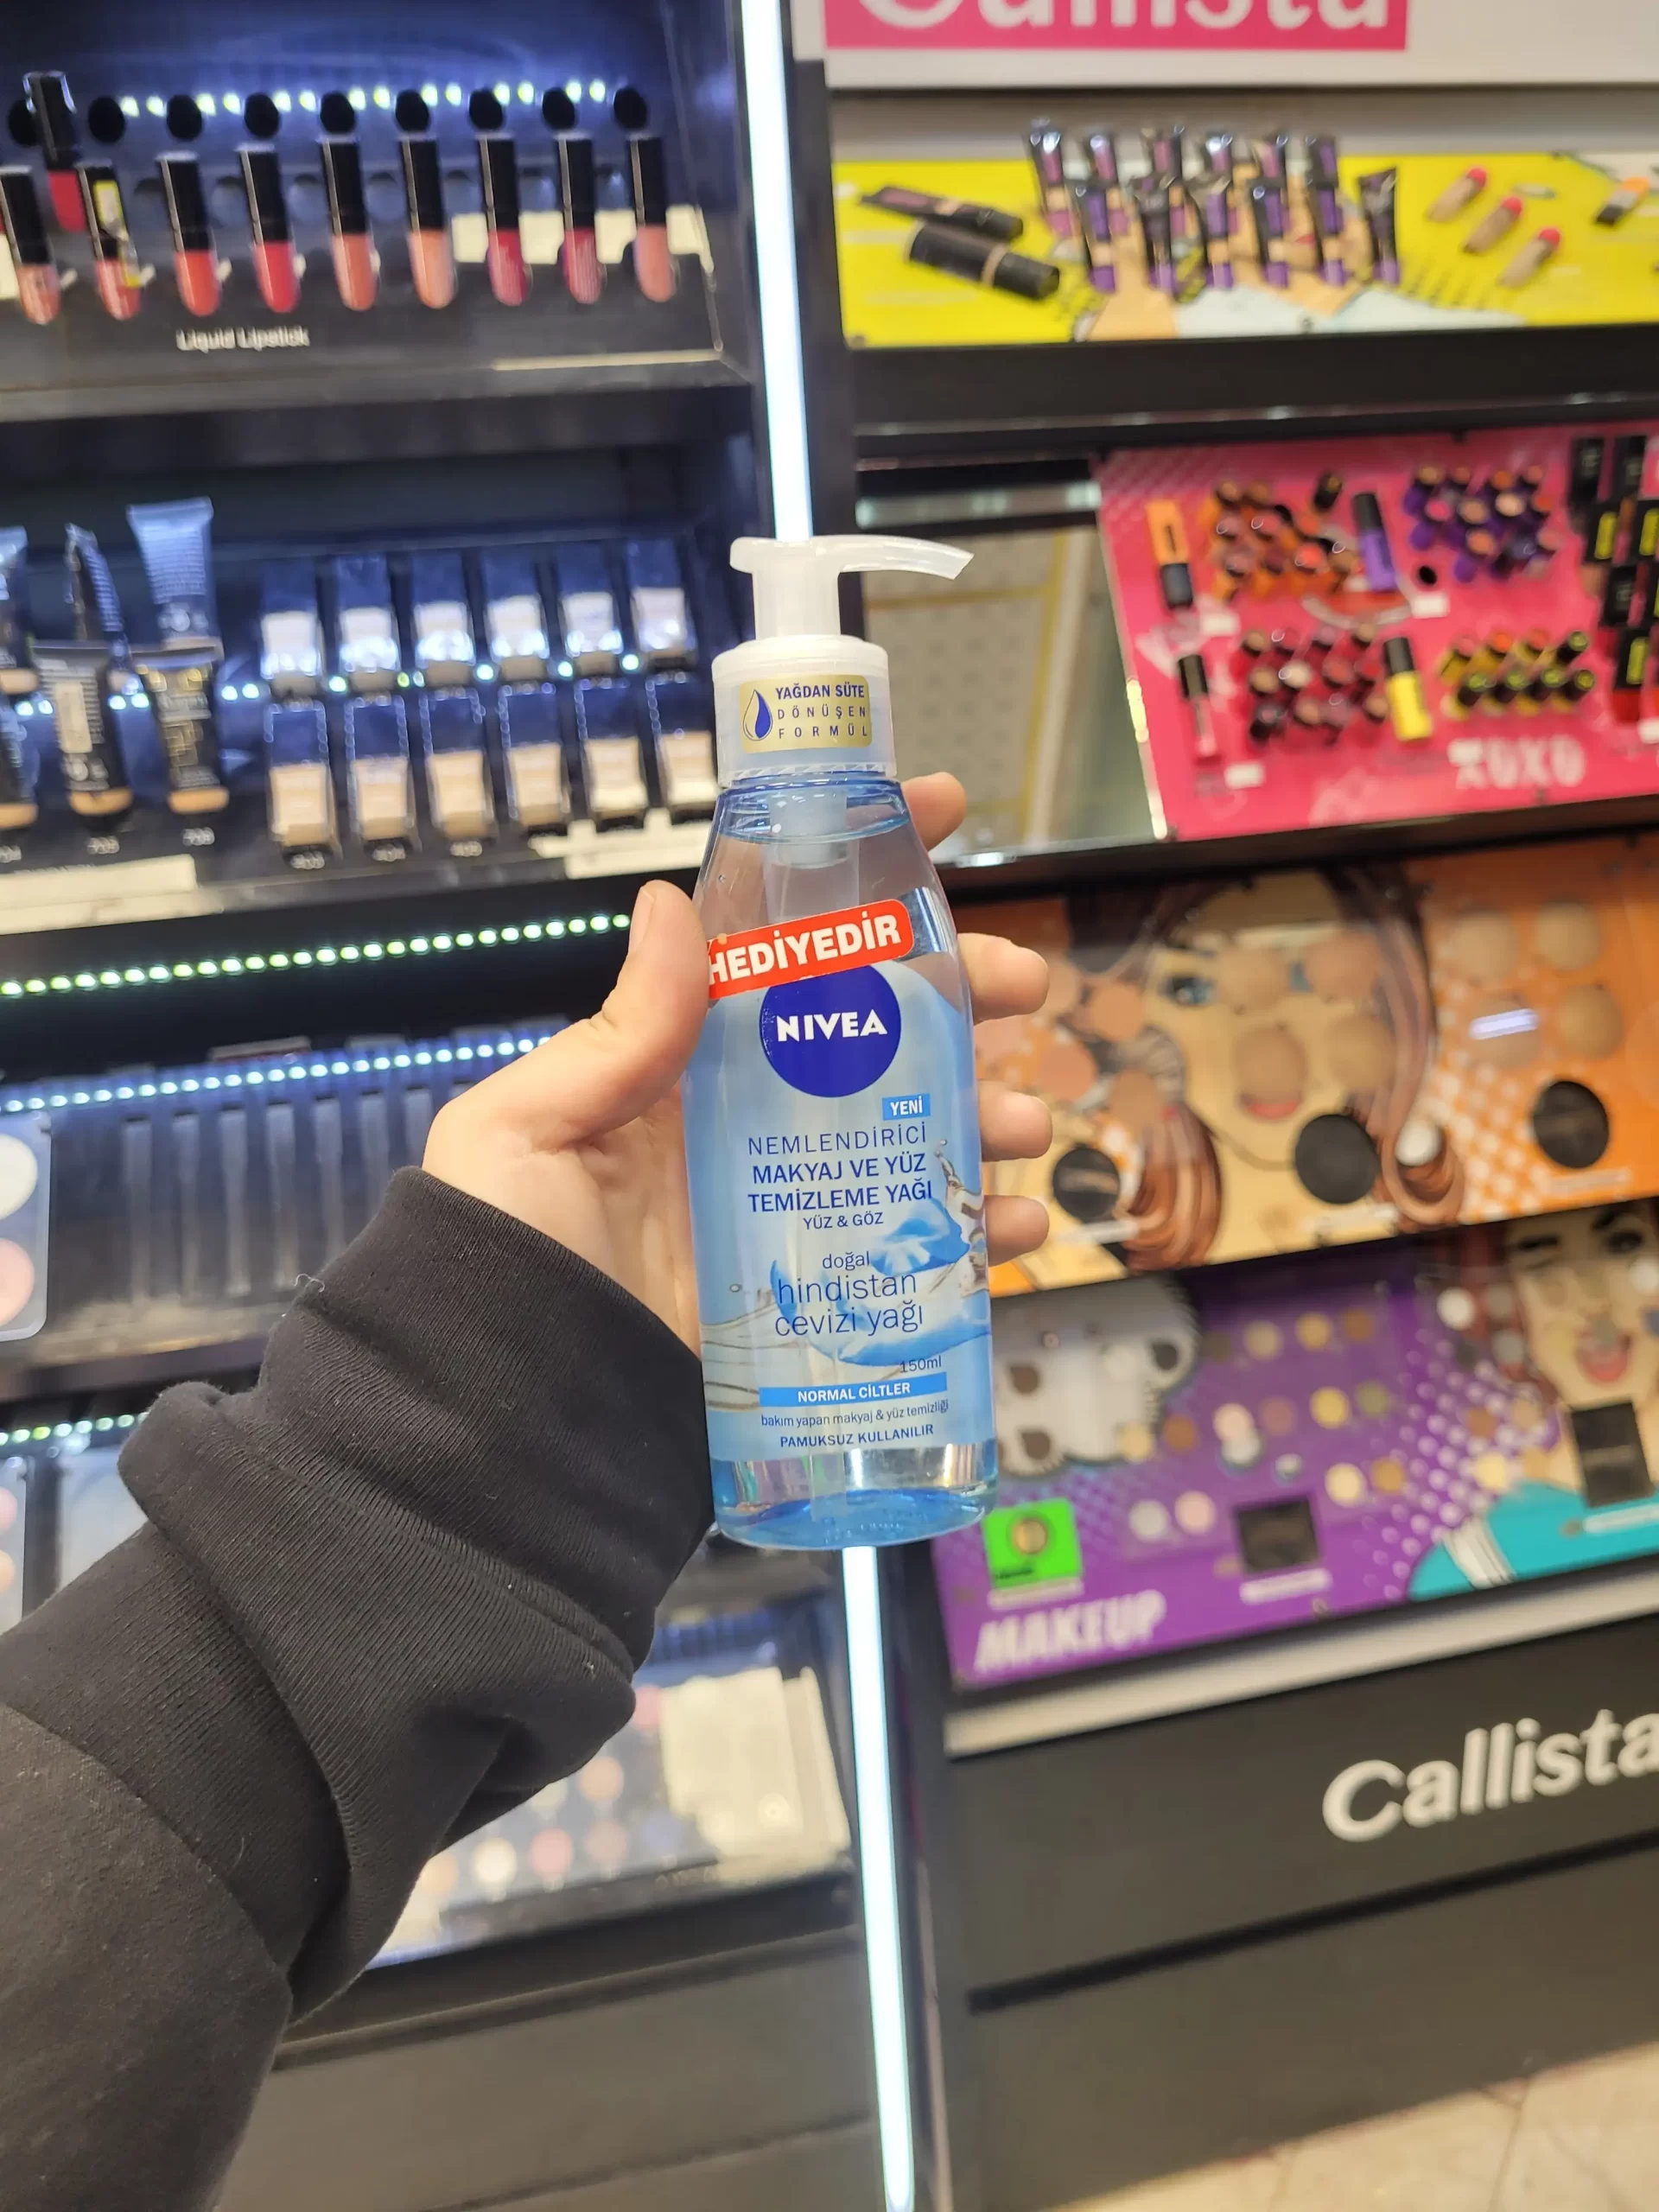 Callista
Liquid Lipstick
YAĞDAN SÜTE
DÖNÜŞEN
FORMÜL
HEDİYEDİR
NIVEA
YENİ
NEMLENDİRİCİ
MAKYAJ VE YÜZ
TEMİZLEME YAĞI
YÜZ & GÖZ
doğal
hindistan
cevizi yağı
150ml
NORMAL CİLTLER
bakım yapan makyaj & yüz temizliği
PAMUKSUZ KULLANILIR
XOXO
MAKEUP
Callista